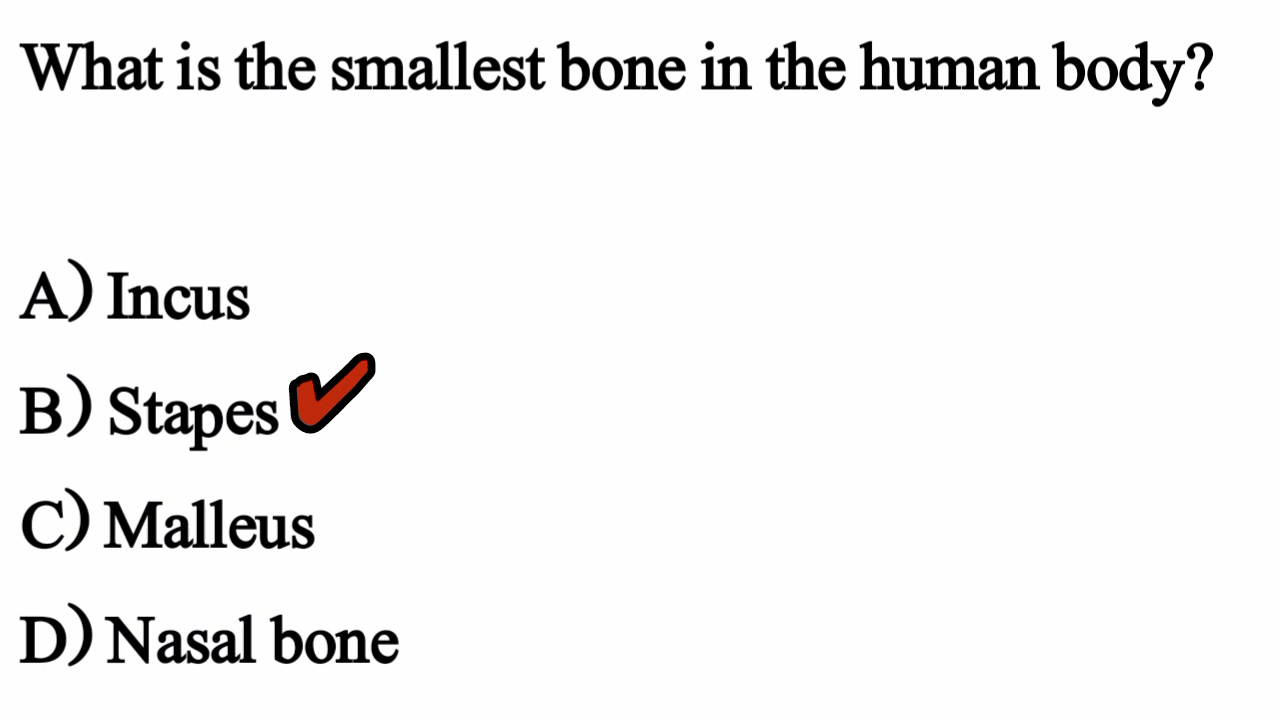 What is the smallest bone in the human body?
A) Incus
B) Stapes
C) Malleus
D) Nasal bone